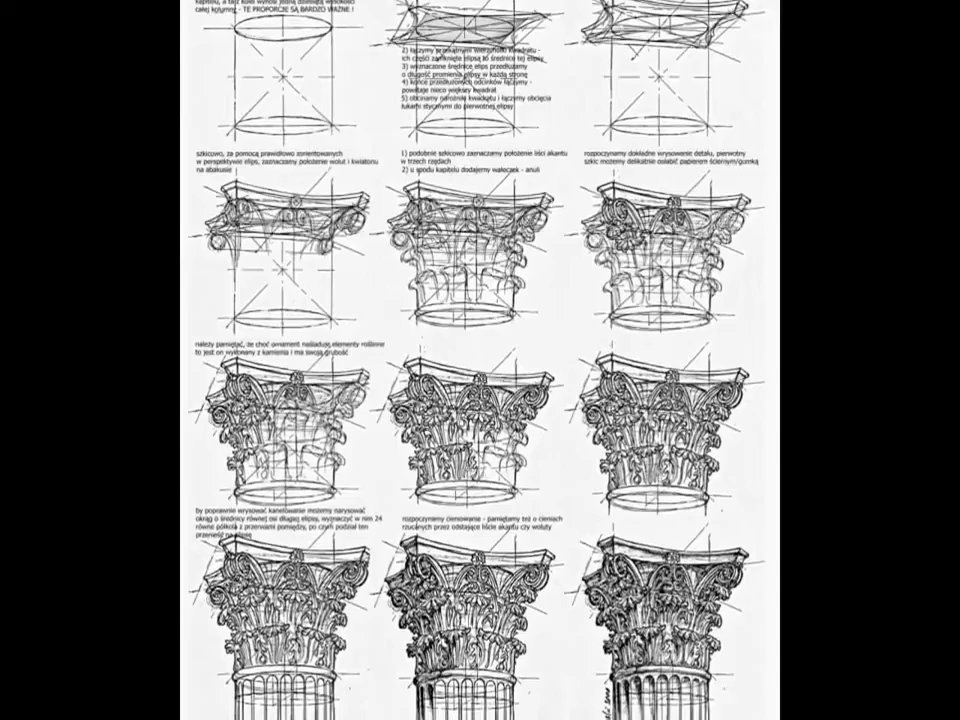 kapitelu, a tajż kolei wynosi jedną dziesiątą wysokości
całej kolumny - TE PROPORCJE SĄ BARDZO WAŻNE !
2) łączymy przekątnymi wierzchołki kwadratu -
ich części zamknięte elipsą to średnice tej elipsy
3) wyznaczone średnice elips przedłużamy
o długość promienia elipsy w każdą stronę
4) końce przedłużonych odcinków łączymy -
powstaje nieco większy kwadrat
5) obcinamy narożniki kwadratu i łączymy obcięcia
łukami stycznymi do pierwotnej elipsy
szkicowo, za pomocą prawidłowo zorientowanych
w perspektywie elips, zaznaczamy położenie wolut i kwiatonu
na abakusie
1) podobnie szkicowo zaznaczamy położenie liści akantu
w trzech rzędach
2) u spodu kapitelu dodajemy wałeczek - anuli
rozpoczynamy dokładne wrysowanie detalu, pierwotny
szkic możemy delikatnie osłabić papierem ściernym/gumką
należy pamiętać, że choć ornament naśladuje elementy roślinne
to jest on wykonany z kamienia i ma swoją grubość
by poprawnie wrysować kanelowanie możemy narysować
okrąg o średnicy równej osi długiej elipsy, wyznaczyć w nim 24
równe półkola z przerwami pomiędzy, po czym podział ten
przenieść na elipsę
rozpoczynamy cieniowanie - pamiętamy też o cieniach
rzucanych przez odstające liście akantu czy woluty